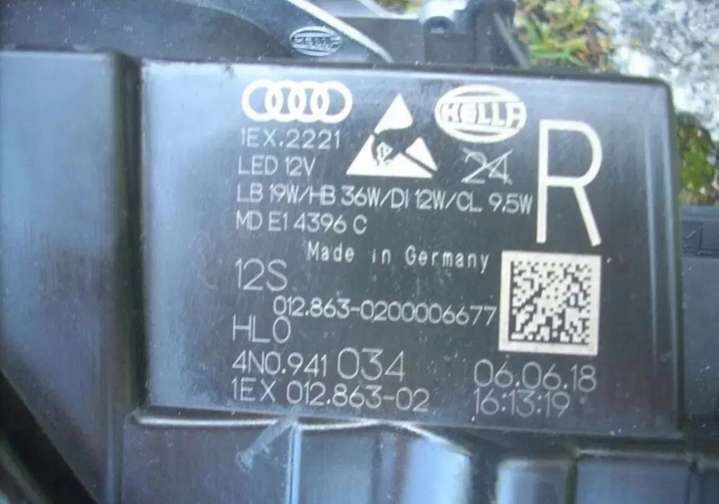 HELLA
HELLA
1EX.2221
LED 12V
24
R
LB 19W/HB 36W/DI 12W/CL 9.5W
MD E1 4396 C
Made in Germany
12S
012.863-0200006677
HL0
4N0.941 034
06.06.18
1EX 012.863-02
16:13:19